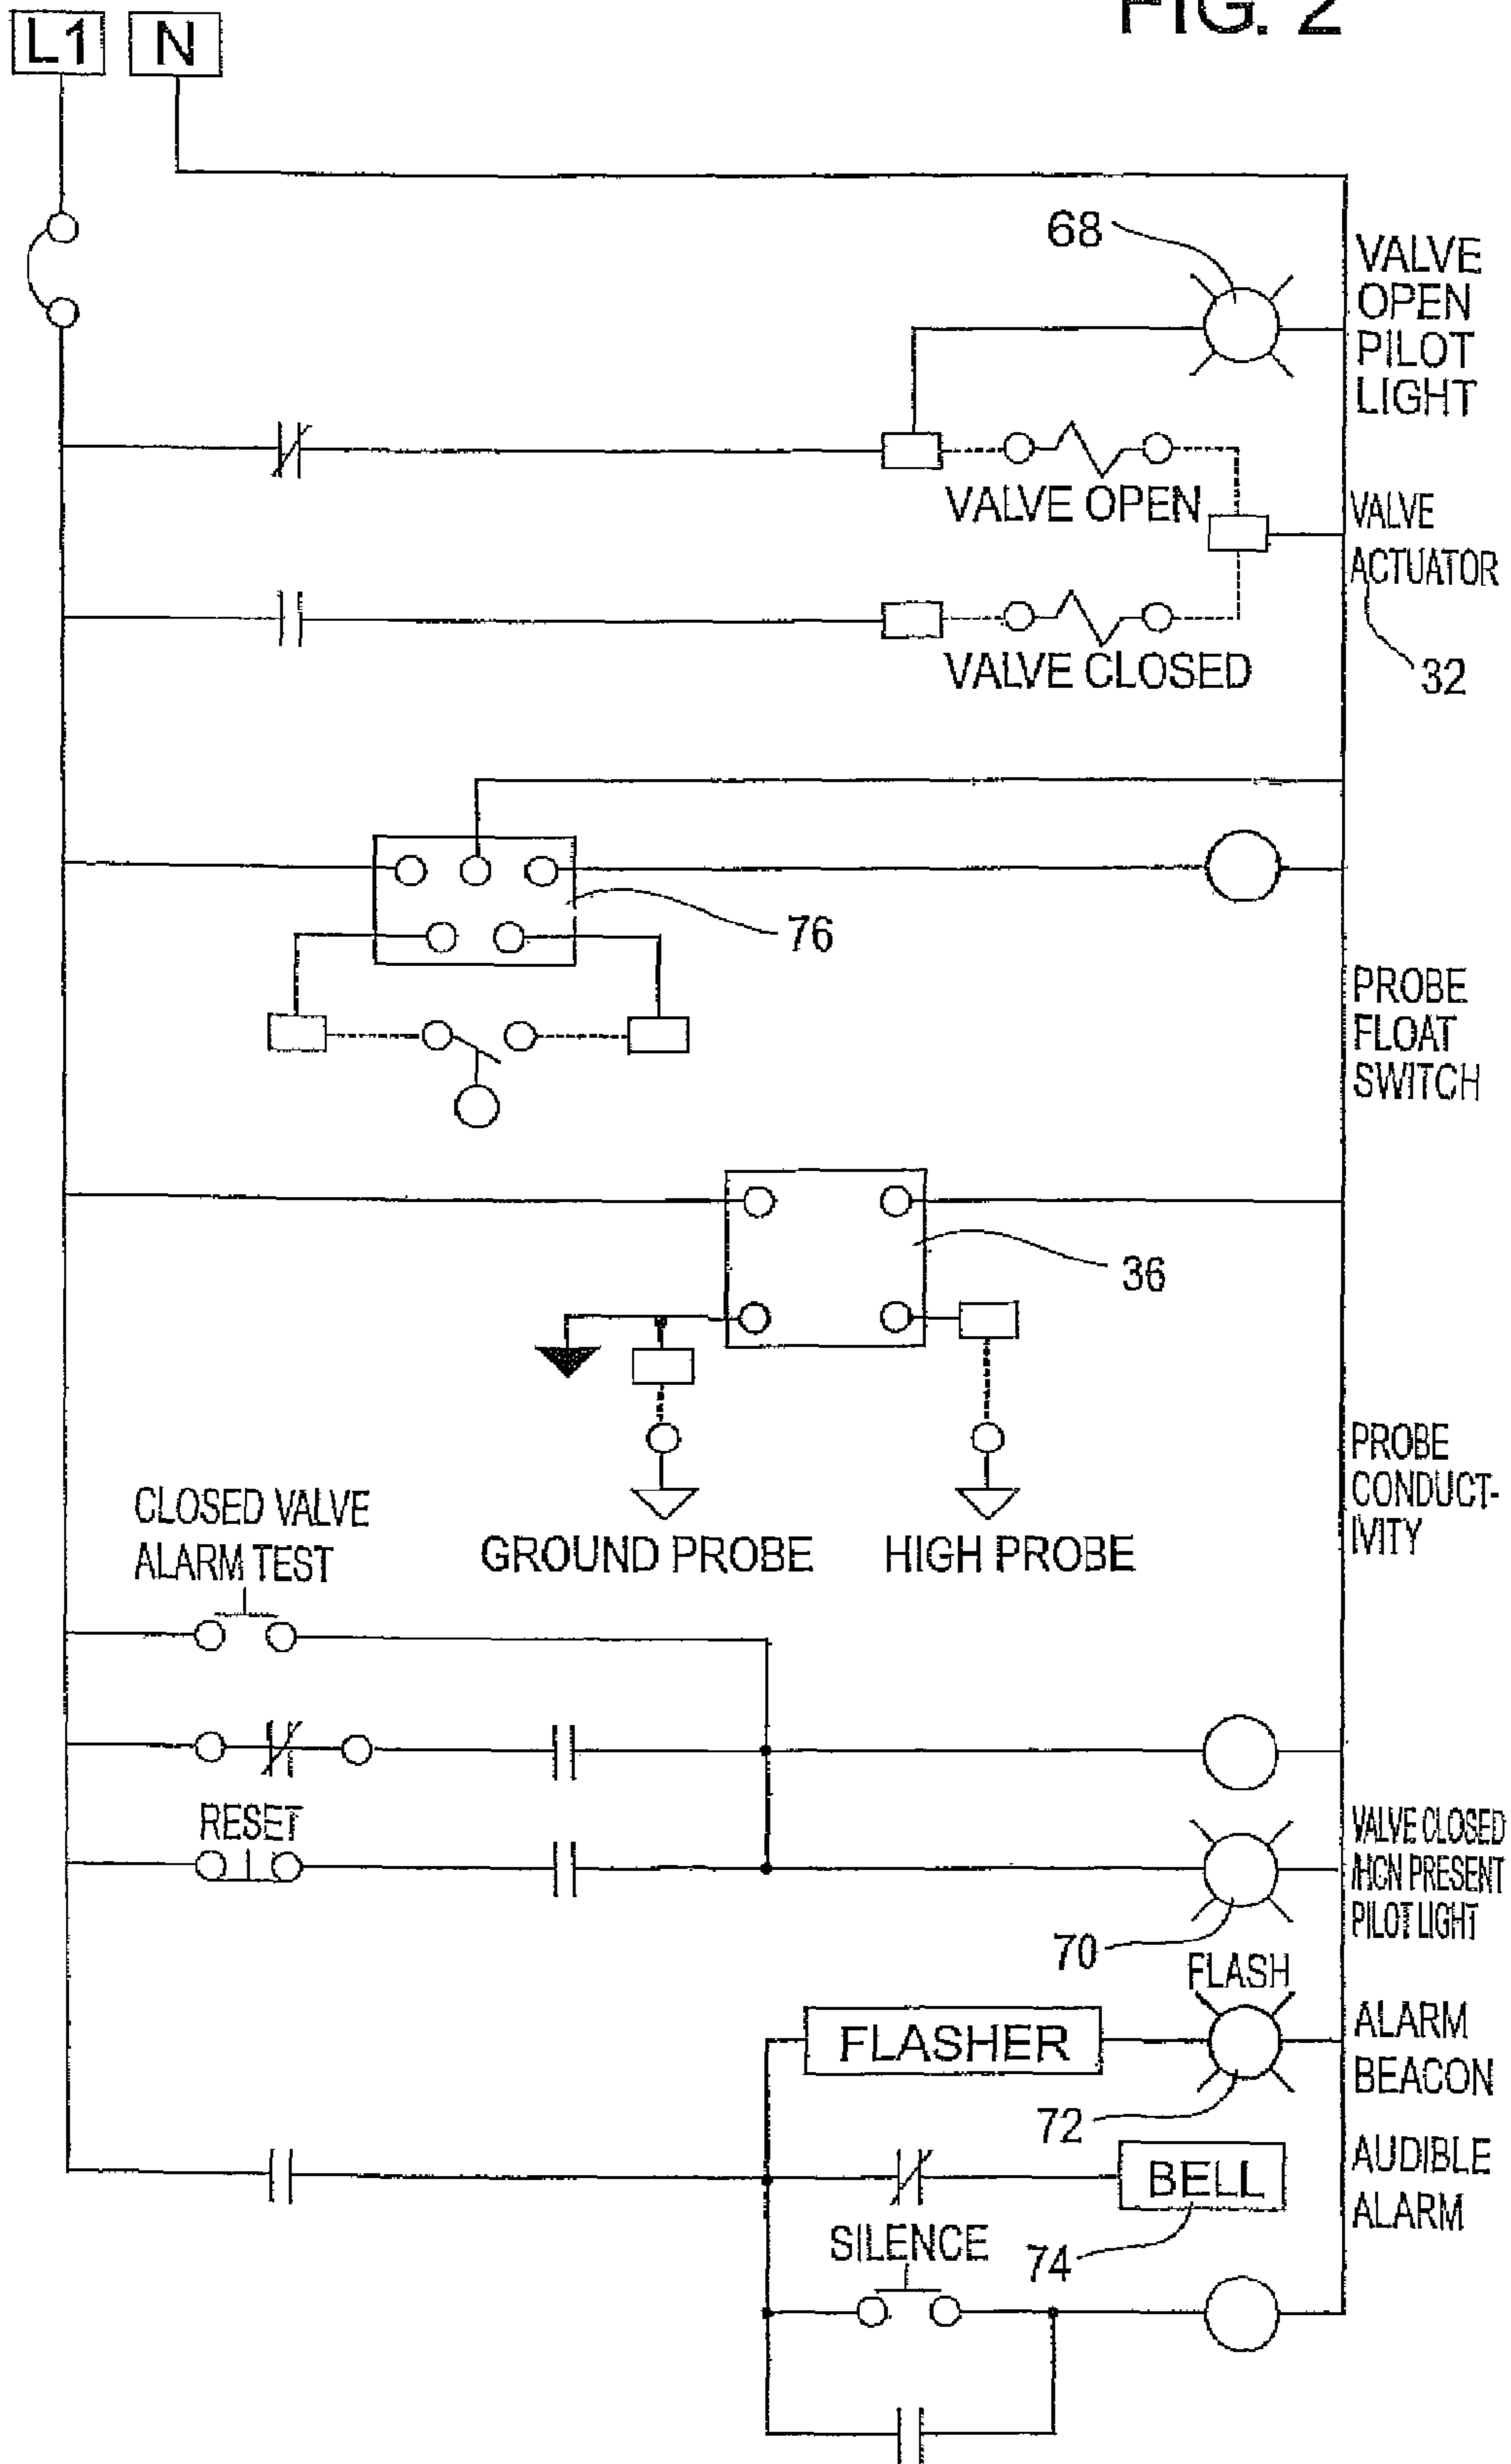 FIG. 2
L1
N
68
VALVE
OPEN
PILOT
LIGHT
VALVE OPEN
VALVE
ACTUATOR
VALVE CLOSED
32
76
PROBE
FLOAT
SWITCH
36
PROBE
CONDUCT-
IVITY
CLOSED VALVE
ALARM TEST
GROUND PROBE
HIGH PROBE
RESET
VALVE CLOSED
/HCN PRESENT
PILOT LIGHT
70
FLASH
FLASHER
ALARM
BEACON
72
BELL
AUDIBLE
ALARM
SILENCE
74